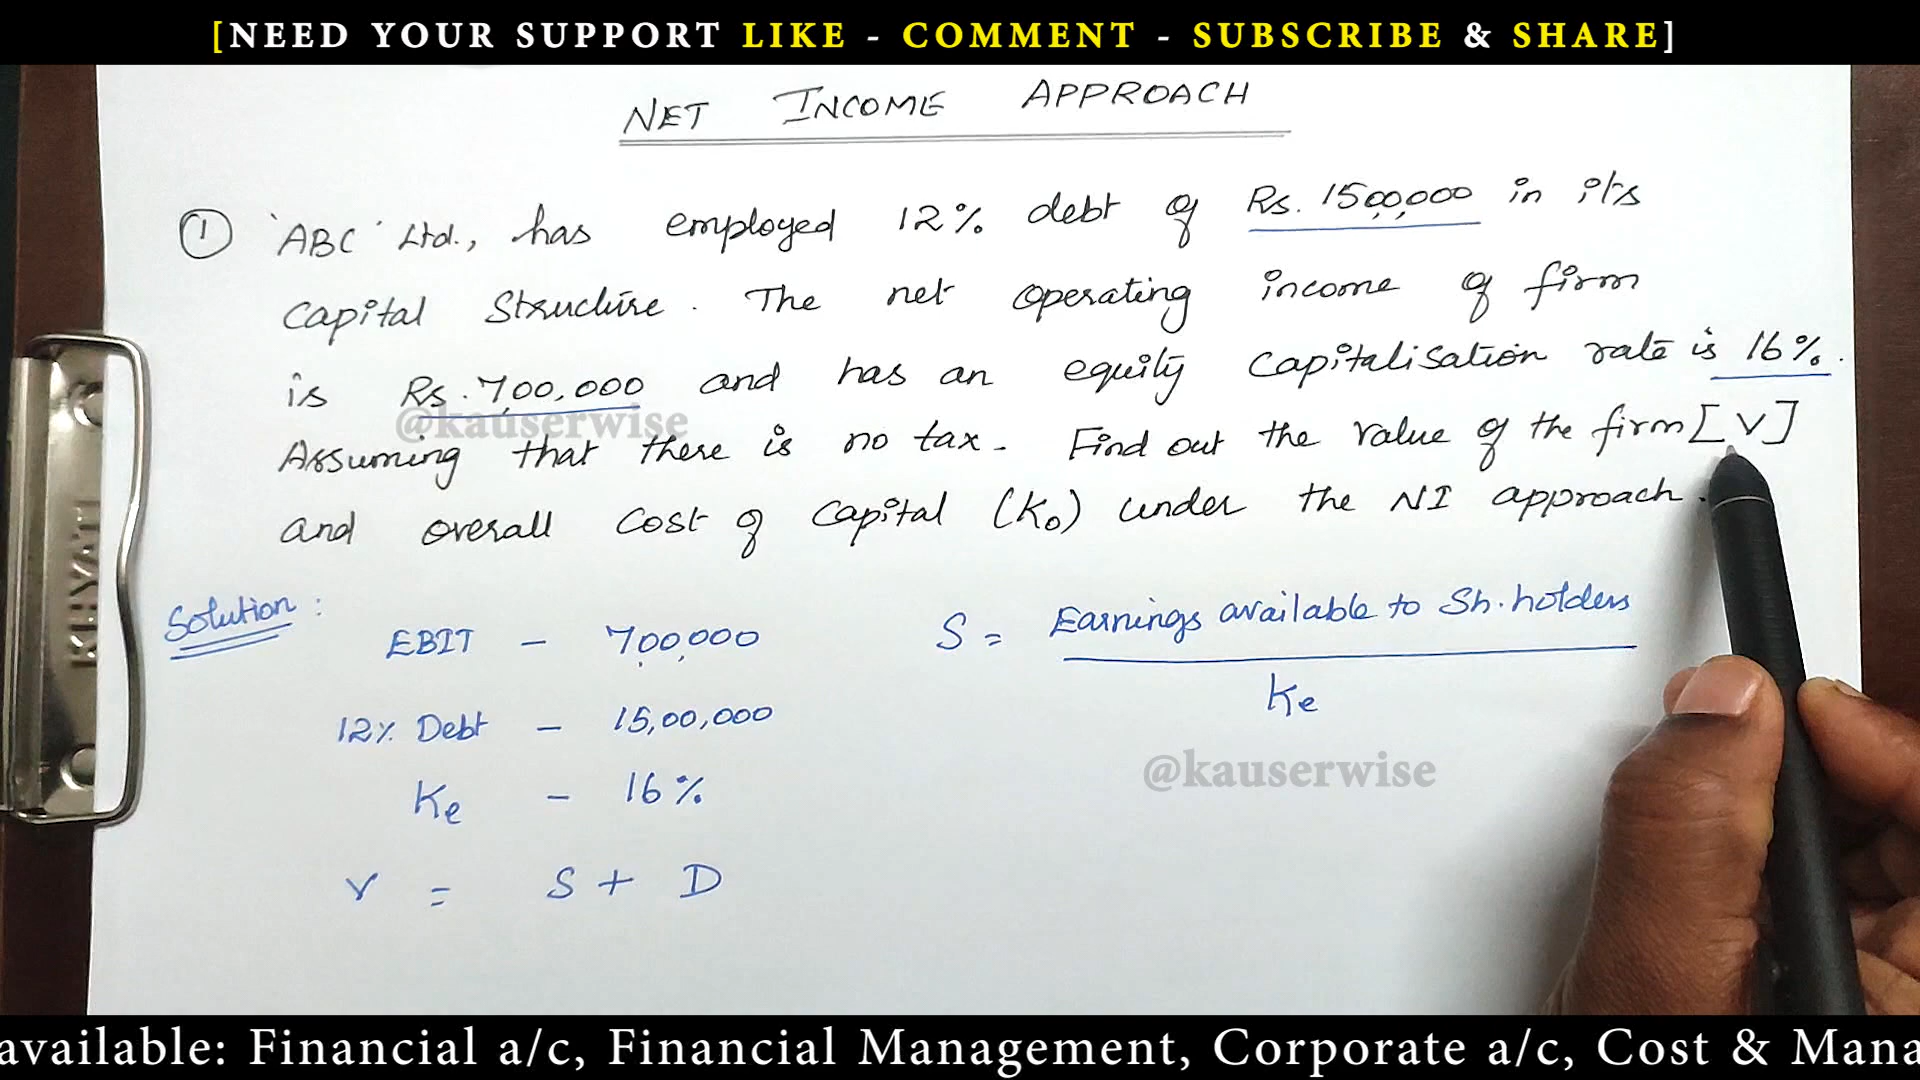 [NEED YOUR SUPPORT LIKE - COMMENT - SUBSCRIBE & SHARE]
NET INCOME APPROACH
① 'ABC' Ltd., has employed 12% debt of Rs. 1500,000 in its
Capital Structure. The net operating income of firm
is Rs. 700,000 and has an equity capitalisation rate is 16%.
@kauserwise
Assuming that there is no tax. Find out the value of the firm [V]
and overall cost of capital (Ko) under the NI approach.
Solution :
EBIT - 700,000
S = Earnings available to Sh. holders
Ke
12% Debt - 15,00,000
@kauserwise
Ke - 16%
V = S + D
KHYATI
available: Financial a/c, Financial Management, Corporate a/c, Cost & Mana